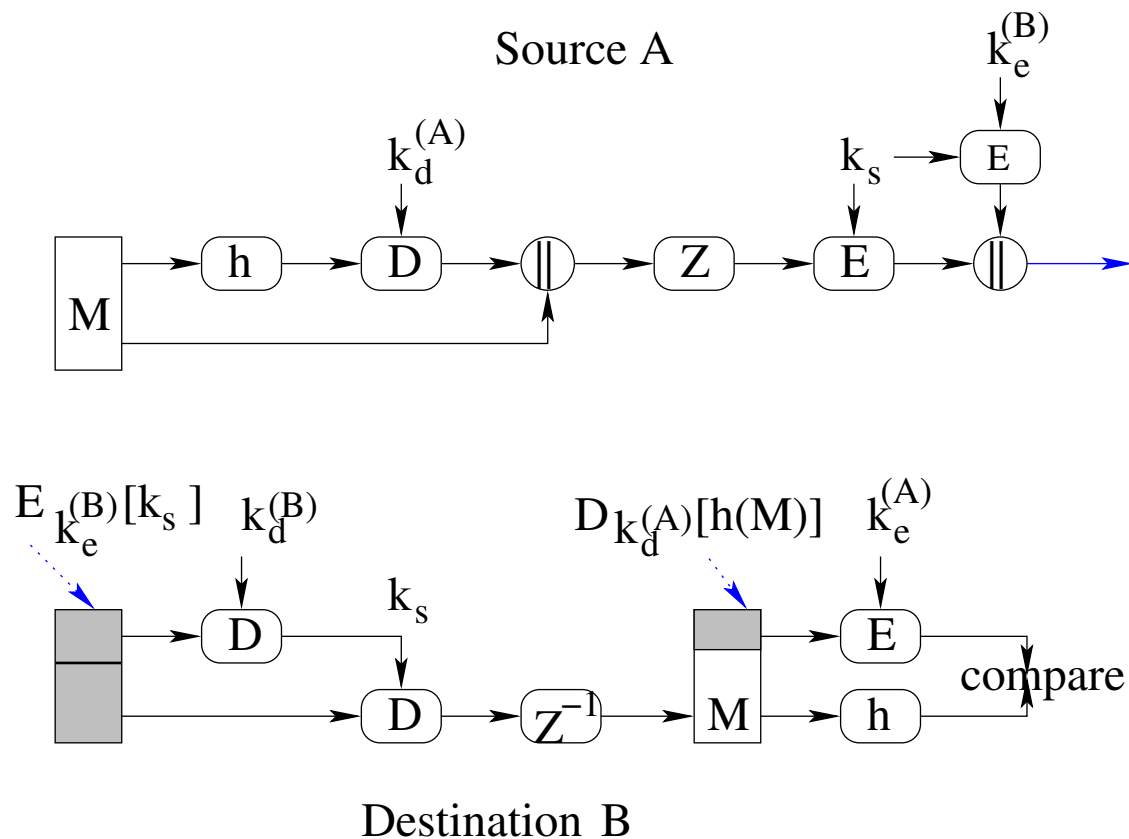 Source A
k_e^(B)
k_d^(A)
k_s
E
M
h
D
||
Z
E
||
E_{k_e^(B)}[k_s]
k_d^(B)
D_{k_d^(A)}[h(M)]
k_e^(A)
k_s
D
E
compare
D
Z^{-1}
M
h
Destination B